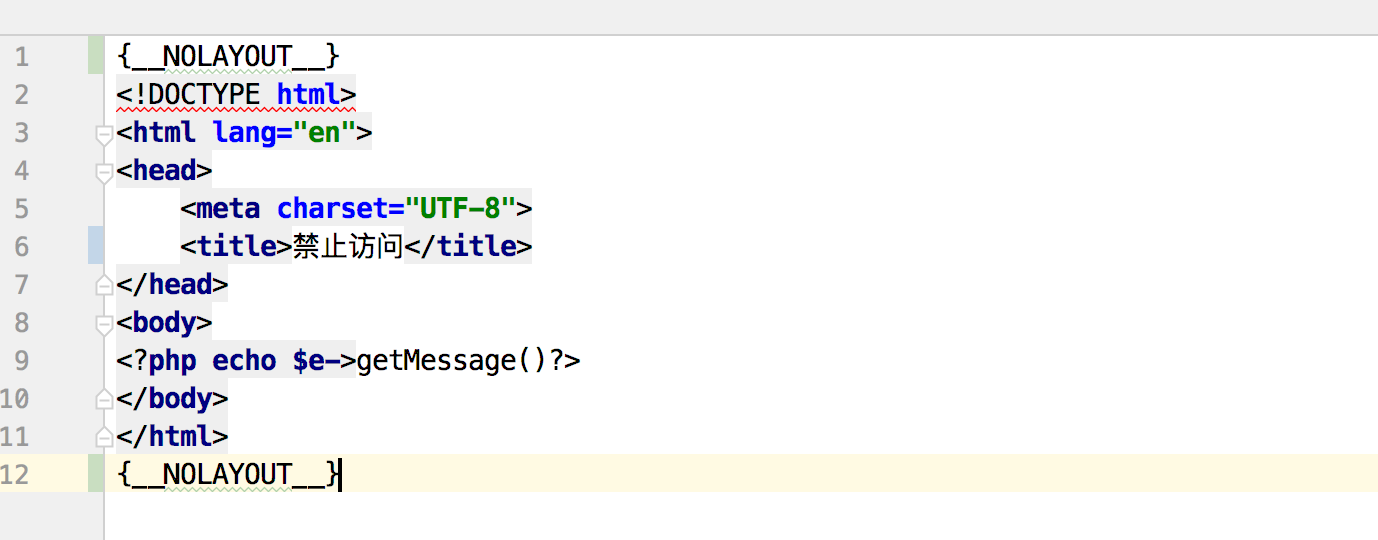 1 {__NOLAYOUT__}
2 <!DOCTYPE html>
3 <html lang="en">
4 <head>
5     <meta charset="UTF-8">
6     <title>禁止访问</title>
7 </head>
8 <body>
9 <?php echo $e->getMessage()?>
10 </body>
11 </html>
12 {__NOLAYOUT__}